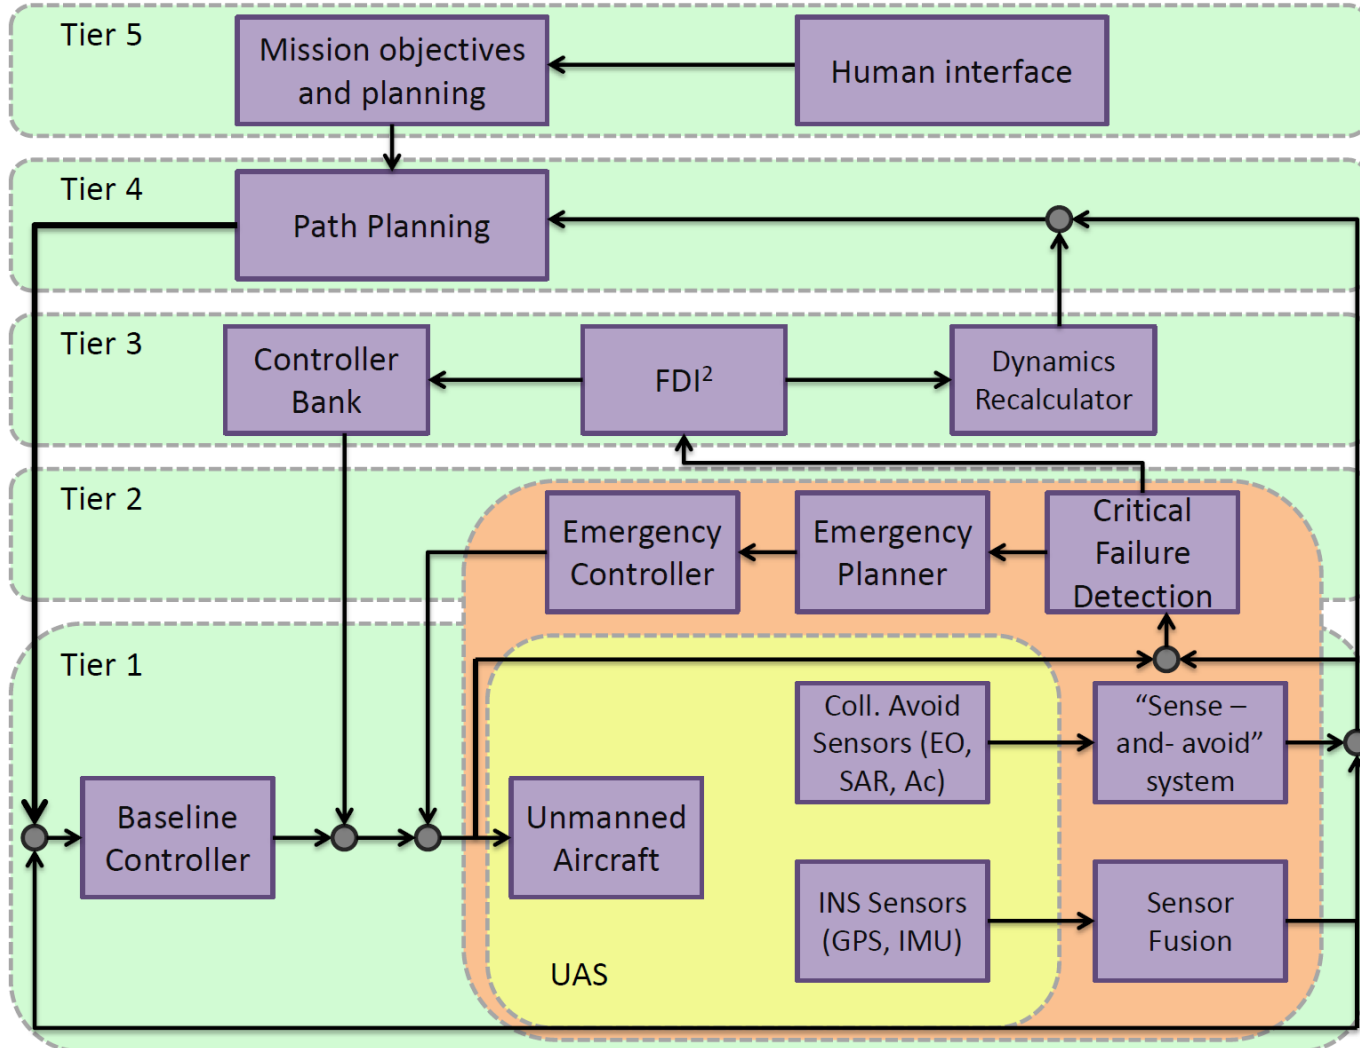 Tier 5
Mission objectives
and planning
Human interface
Tier 4
Path Planning
Tier 3
Controller
Bank
FDI²
Dynamics
Recalculator
Tier 2
Emergency
Controller
Emergency
Planner
Critical
Failure
Detection
Tier 1
Coll. Avoid
Sensors (EO,
SAR, Ac)
“Sense –
and- avoid”
system
Baseline
Controller
Unmanned
Aircraft
INS Sensors
(GPS, IMU)
Sensor
Fusion
UAS